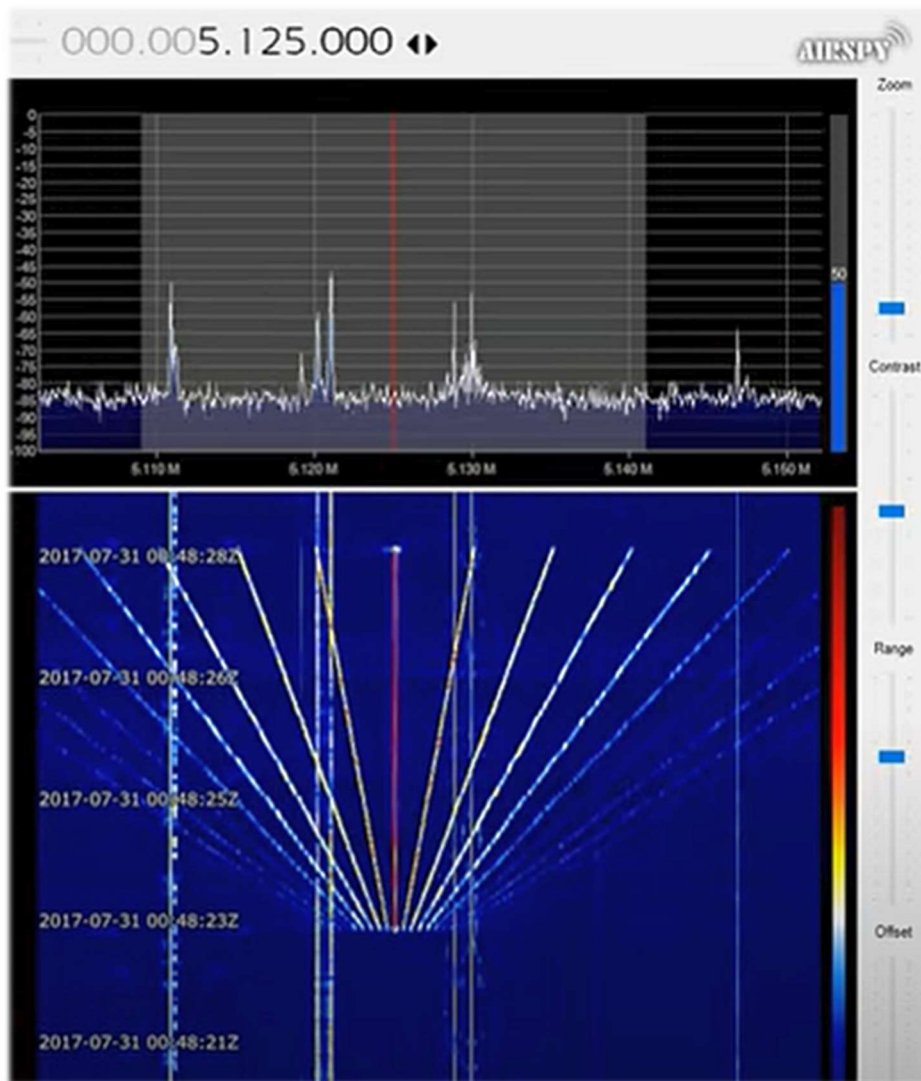 000.005.125.000
AIRSPY
Zoom
0
-5
-10
-15
-20
-25
-30
-35
-40
-45
-50
-55
-60
-65
-70
-75
-80
-85
-90
-95
-100
50
5.110 M
5.120 M
5.130 M
5.140 M
5.150 M
Contrast
Range
Offset
2017-07-31 00:48:28Z
2017-07-31 00:48:26Z
2017-07-31 00:48:25Z
2017-07-31 00:48:23Z
2017-07-31 00:48:21Z